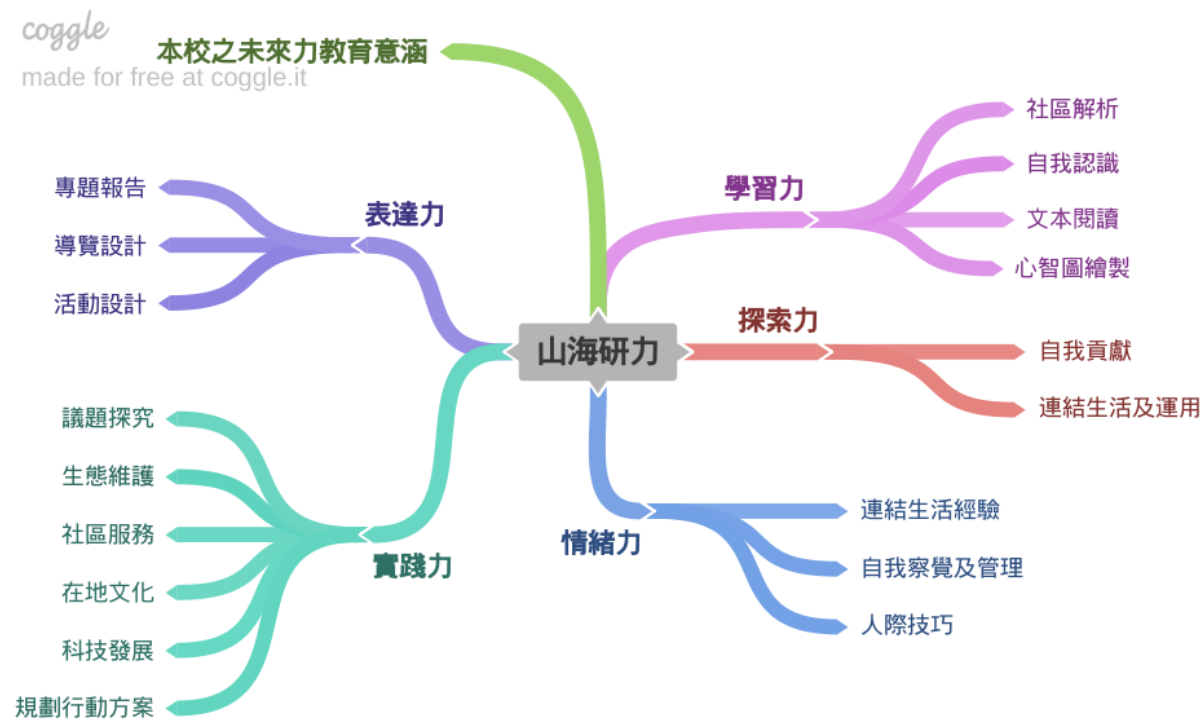 coggle
made for free at coggle.it
本校之未來力教育意涵
表達力
專題報告
導覽設計
活動設計
學習力
社區解析
自我認識
文本閱讀
心智圖繪製
山海研力
探索力
自我貢獻
連結生活及運用
實踐力
議題探究
生態維護
社區服務
在地文化
科技發展
規劃行動方案
情緒力
連結生活經驗
自我察覺及管理
人際技巧